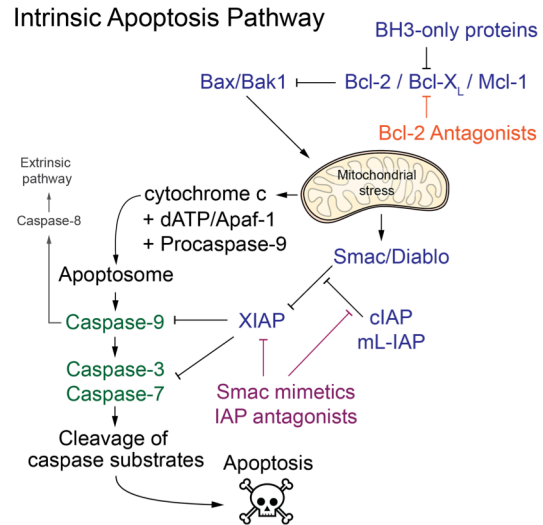 Intrinsic Apoptosis Pathway
BH3-only proteins
Bax/Bak1
Bcl-2 / Bcl-XL / Mcl-1
Bcl-2 Antagonists
Extrinsic
pathway
Mitochondrial
stress
Caspase-8
cytochrome c
+ dATP/Apaf-1
+ Procaspase-9
Smac/Diablo
Apoptosome
Caspase-9
XIAP
cIAP
mL-IAP
Caspase-3
Caspase-7
Smac mimetics
IAP antagonists
Cleavage of
caspase substrates
Apoptosis